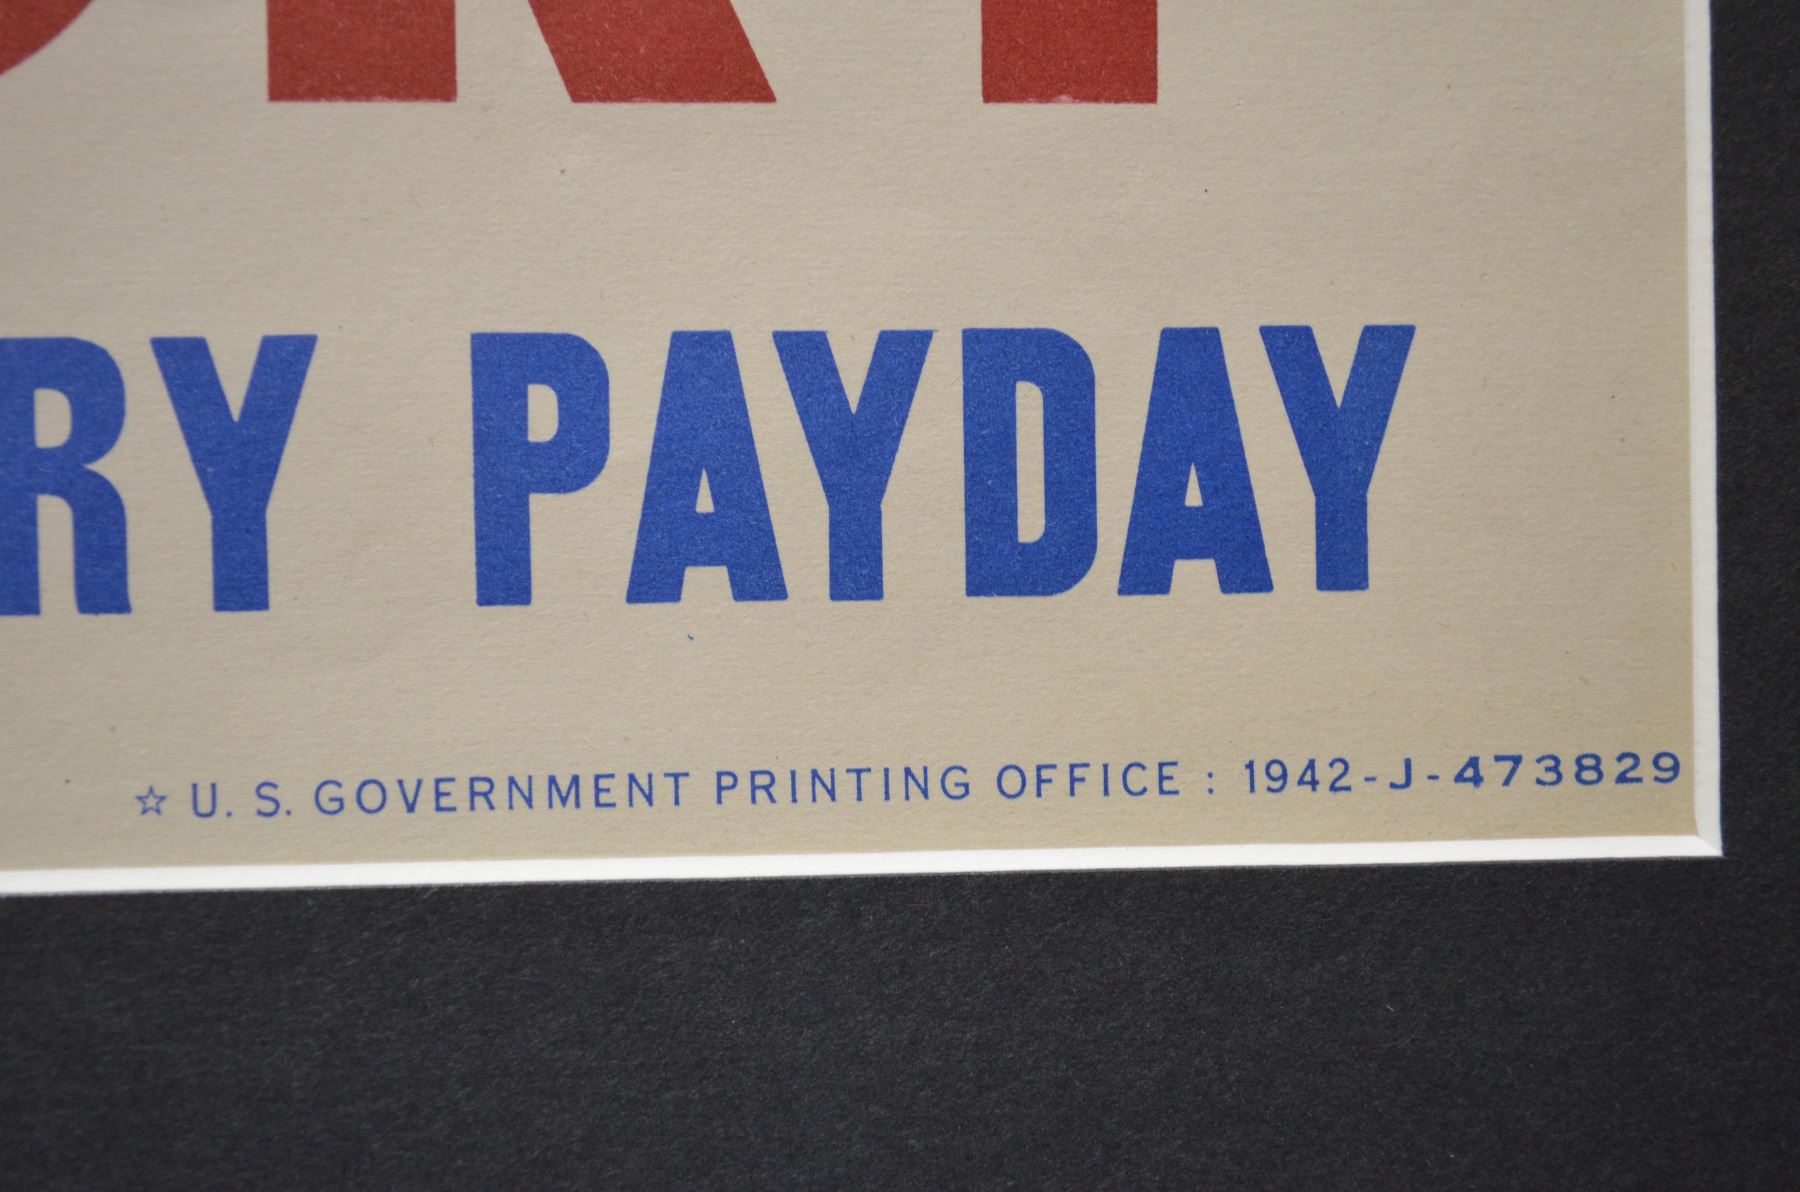 RY PAYDAY
☆ U. S. GOVERNMENT PRINTING OFFICE : 1942-J-473829